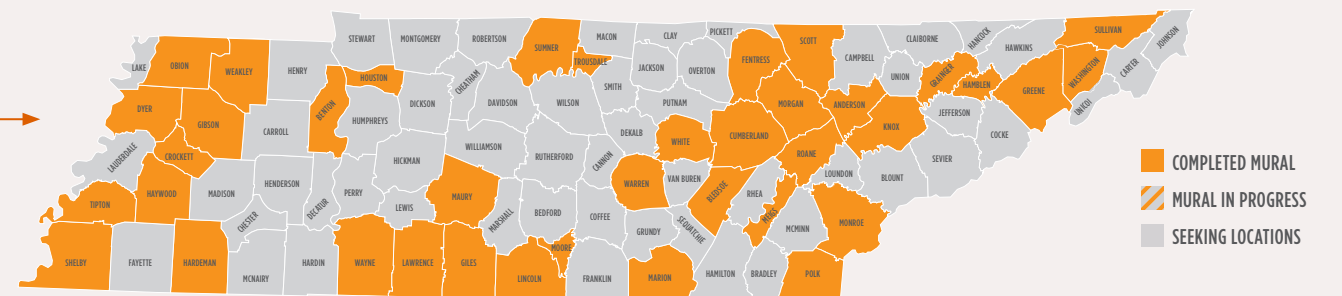 STEWART
MONTGOMERY
ROBERTSON
SUMNER
MACON
TROUSDALE
CLAY
PICKETT
JACKSON
OVERTON
FENTRESS
SCOTT
CAMPBELL
CLAIBORNE
HANCOCK
HAWKINS
SULLIVAN
JOHNSON
LAKE
OBION
WEAKLEY
HENRY
HOUSTON
BENTON
DICKSON
CHEATHAM
DAVIDSON
WILSON
SMITH
PUTNAM
MORGAN
ANDERSON
UNION
GRAINGER
HAMBLEN
GREENE
WASHINGTON
CARTER
UNICOI
DYER
GIBSON
CARROLL
HUMPHREYS
WILLIAMSON
RUTHERFORD
CANNON
DEKALB
WHITE
CUMBERLAND
ROANE
KNOX
JEFFERSON
COCKE
SEVIER
LAUDERDALE
CROCKETT
HAYWOOD
MADISON
HENDERSON
DECATUR
PERRY
HICKMAN
LEWIS
MAURY
MARSHALL
BEDFORD
COFFEE
WARREN
VAN BUREN
BLEDSOE
RHEA
MEIGS
LOUNDON
BLOUNT
MONROE
MCMINN
TIPTON
CHESTER
GRUNDY
SEQUATCHIE
SHELBY
FAYETTE
HARDEMAN
MCNAIRY
HARDIN
WAYNE
LAWRENCE
GILES
LINCOLN
MOORE
FRANKLIN
MARION
HAMILTON
BRADLEY
POLK
COMPLETED MURAL
MURAL IN PROGRESS
SEEKING LOCATIONS